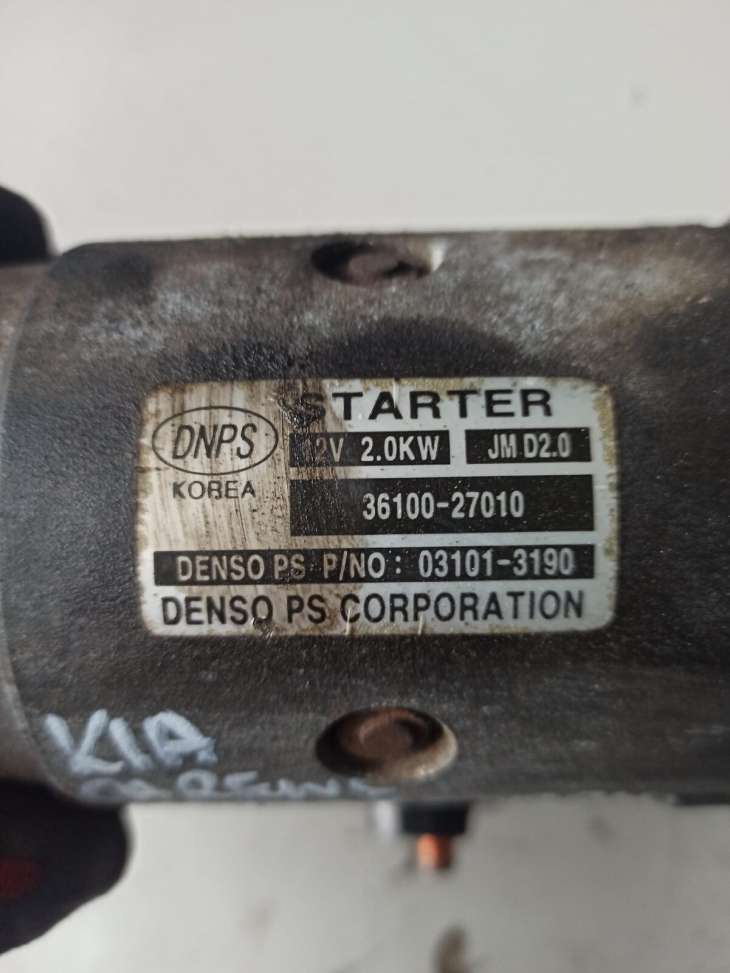 STARTER
DNPS
12V 2.0KW JM D2.0
KOREA
36100-27010
DENSO PS P/NO: 03101-3190
DENSO PS CORPORATION
KIA